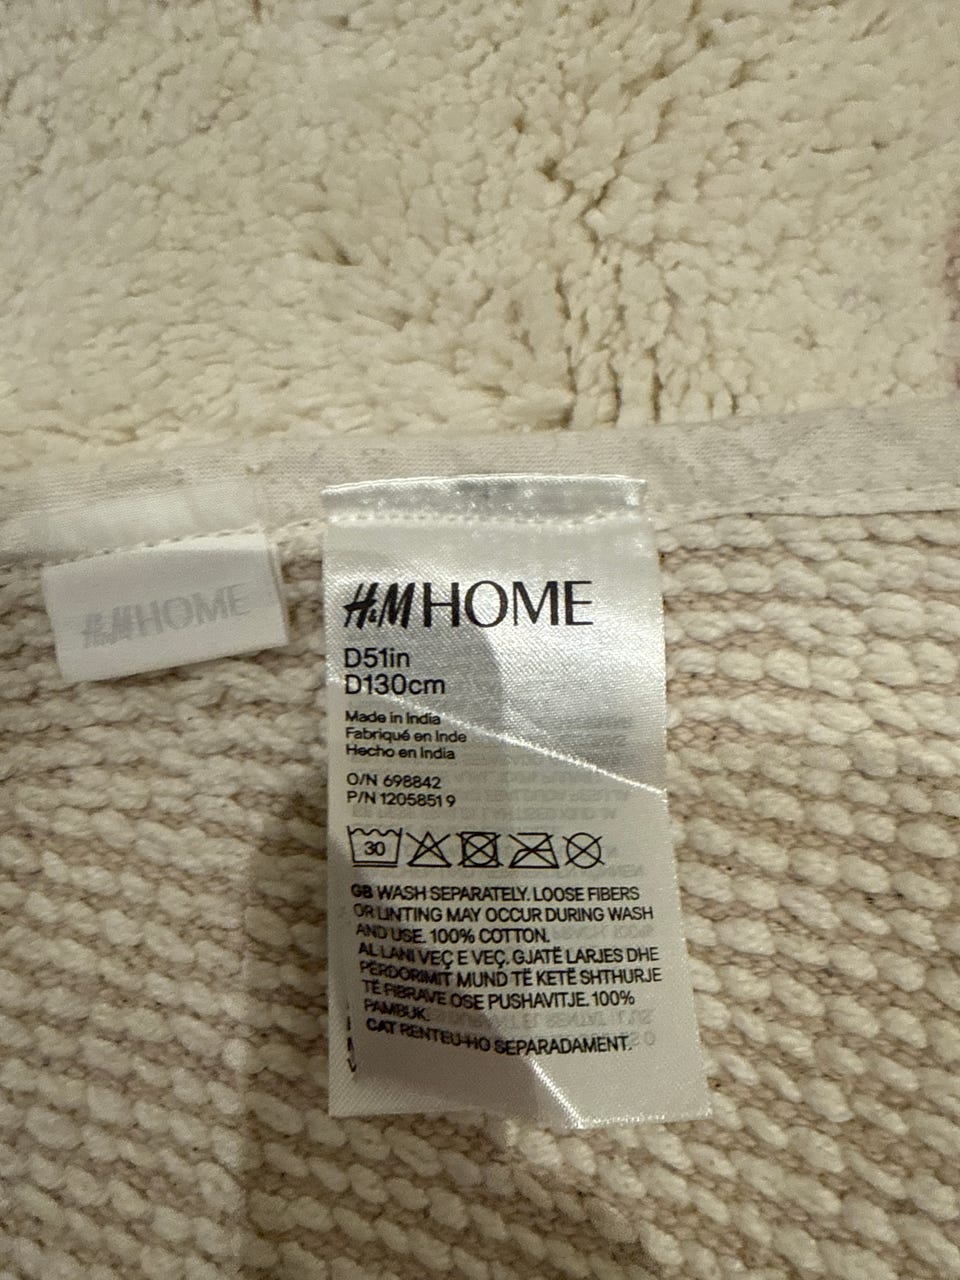 H&M HOME
H&M HOME
D51in
D130cm
Made in India
Fabriqué en Inde
Hecho en India
O/N 698842
P/N 12058519
30
GB WASH SEPARATELY. LOOSE FIBERS
OR LINTING MAY OCCUR DURING WASH
AND USE. 100% COTTON.
AL LANI VEÇ E VEÇ. GJATË LARJES DHE
PËRDORIMIT MUND TË KETË SHTHURJE
TË FIBRAVE OSE PUSHAVITJE. 100%
PAMBUK.
CAT RENTEU-HO SEPARADAMENT.